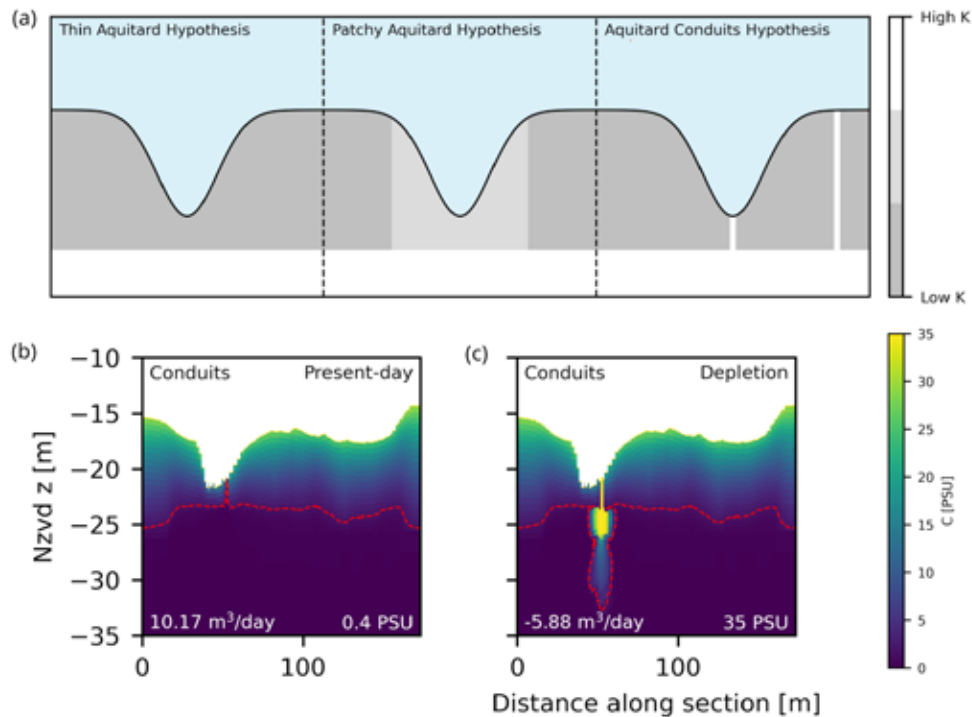 (a)
Thin Aquitard Hypothesis
Patchy Aquitard Hypothesis
Aquitard Conduits Hypothesis
High K
Low K
(b)
Conduits
Present-day
−10
−15
−20
−25
−30
−35
Nzvd z [m]
10.17 m³/day
0.4 PSU
0
100
(c)
Conduits
Depletion
-5.88 m³/day
35 PSU
0
100
Distance along section [m]
35
30
25
20
15
10
5
0
C [PSU]